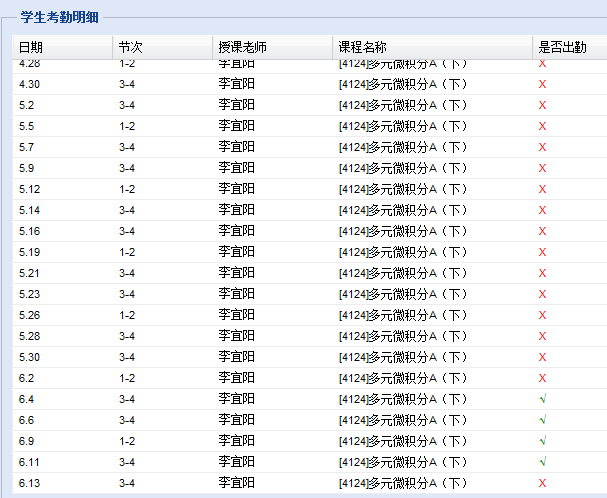 学生考勤明细
日期 节次 授课老师 课程名称 是否出勤
4.28 1-2 李宜阳 [4124]多元微积分A（下） X
4.30 3-4 李宜阳 [4124]多元微积分A（下） X
5.2 3-4 李宜阳 [4124]多元微积分A（下） X
5.5 1-2 李宜阳 [4124]多元微积分A（下） X
5.7 3-4 李宜阳 [4124]多元微积分A（下） X
5.9 3-4 李宜阳 [4124]多元微积分A（下） X
5.12 1-2 李宜阳 [4124]多元微积分A（下） X
5.14 3-4 李宜阳 [4124]多元微积分A（下） X
5.16 3-4 李宜阳 [4124]多元微积分A（下） X
5.19 1-2 李宜阳 [4124]多元微积分A（下） X
5.21 3-4 李宜阳 [4124]多元微积分A（下） X
5.23 3-4 李宜阳 [4124]多元微积分A（下） X
5.26 1-2 李宜阳 [4124]多元微积分A（下） X
5.28 3-4 李宜阳 [4124]多元微积分A（下） X
5.30 3-4 李宜阳 [4124]多元微积分A（下） X
6.2 1-2 李宜阳 [4124]多元微积分A（下） X
6.4 3-4 李宜阳 [4124]多元微积分A（下） √
6.6 3-4 李宜阳 [4124]多元微积分A（下） √
6.9 1-2 李宜阳 [4124]多元微积分A（下） √
6.11 3-4 李宜阳 [4124]多元微积分A（下） √
6.13 3-4 李宜阳 [4124]多元微积分A（下） X